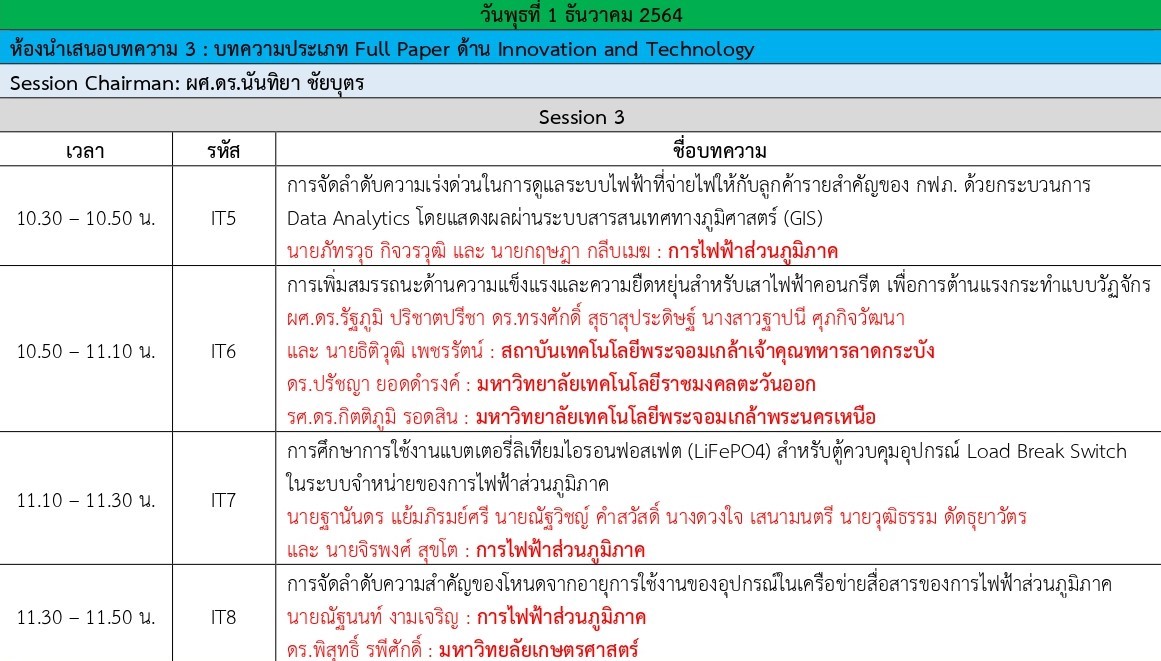 วันพุธที่ 1 ธันวาคม 2564
ห้องนำเสนอบทความ 3 : บทความประเภท Full Paper ด้าน Innovation and Technology
Session Chairman: ผศ.ดร.นันทิยา ชัยบุตร
Session 3
เวลา รหัส ชื่อบทความ
10.30 – 10.50 น. IT5
การจัดลำดับความเร่งด่วนในการดูแลระบบไฟฟ้าที่จ่ายไฟให้กับลูกค้ารายสำคัญของ กฟภ. ด้วยกระบวนการ
Data Analytics โดยแสดงผลผ่านระบบสารสนเทศทางภูมิศาสตร์ (GIS)
นายภัทรวุธ กิจวรวุฒิ และ นายกฤษฎา กลีบเมฆ : การไฟฟ้าส่วนภูมิภาค
10.50 – 11.10 น. IT6
การเพิ่มสมรรถนะด้านความแข็งแรงและความยืดหยุ่นสำหรับเสาไฟฟ้าคอนกรีต เพื่อการต้านแรงกระทำแบบวัฏจักร
ผศ.ดร.รัฐภูมิ ปริชาตปรีชา ดร.ทรงศักดิ์ สุธาสุประดิษฐ์ นางสาวฐาปนี ศุภกิจวัฒนา
และ นายธิติวุฒิ เพชรรัตน์ : สถาบันเทคโนโลยีพระจอมเกล้าเจ้าคุณทหารลาดกระบัง
ดร.ปรัชญา ยอดดำรงค์ : มหาวิทยาลัยเทคโนโลยีราชมงคลตะวันออก
รศ.ดร.กิตติภูมิ รอดสิน : มหาวิทยาลัยเทคโนโลยีพระจอมเกล้าพระนครเหนือ
11.10 – 11.30 น. IT7
การศึกษาการใช้งานแบตเตอรี่ลิเทียมไอรอนฟอสเฟต (LiFePO4) สำหรับตู้ควบคุมอุปกรณ์ Load Break Switch
ในระบบจำหน่ายของการไฟฟ้าส่วนภูมิภาค
นายฐานันดร แย้มภิรมย์ศรี นายณัฐวิชญ์ คำสวัสดิ์ นางดวงใจ เสนามนตรี นายวุฒิธรรม ดัดธุยาวัตร
และ นายจิรพงศ์ สุขโต : การไฟฟ้าส่วนภูมิภาค
11.30 – 11.50 น. IT8
การจัดลำดับความสำคัญของโหนดจากอายุการใช้งานของอุปกรณ์ในเครือข่ายสื่อสารของการไฟฟ้าส่วนภูมิภาค
นายณัฐนนท์ งามเจริญ : การไฟฟ้าส่วนภูมิภาค
ดร.พิสุทธิ์ รพีศักดิ์ : มหาวิทยลัยเกษตรศาสตร์